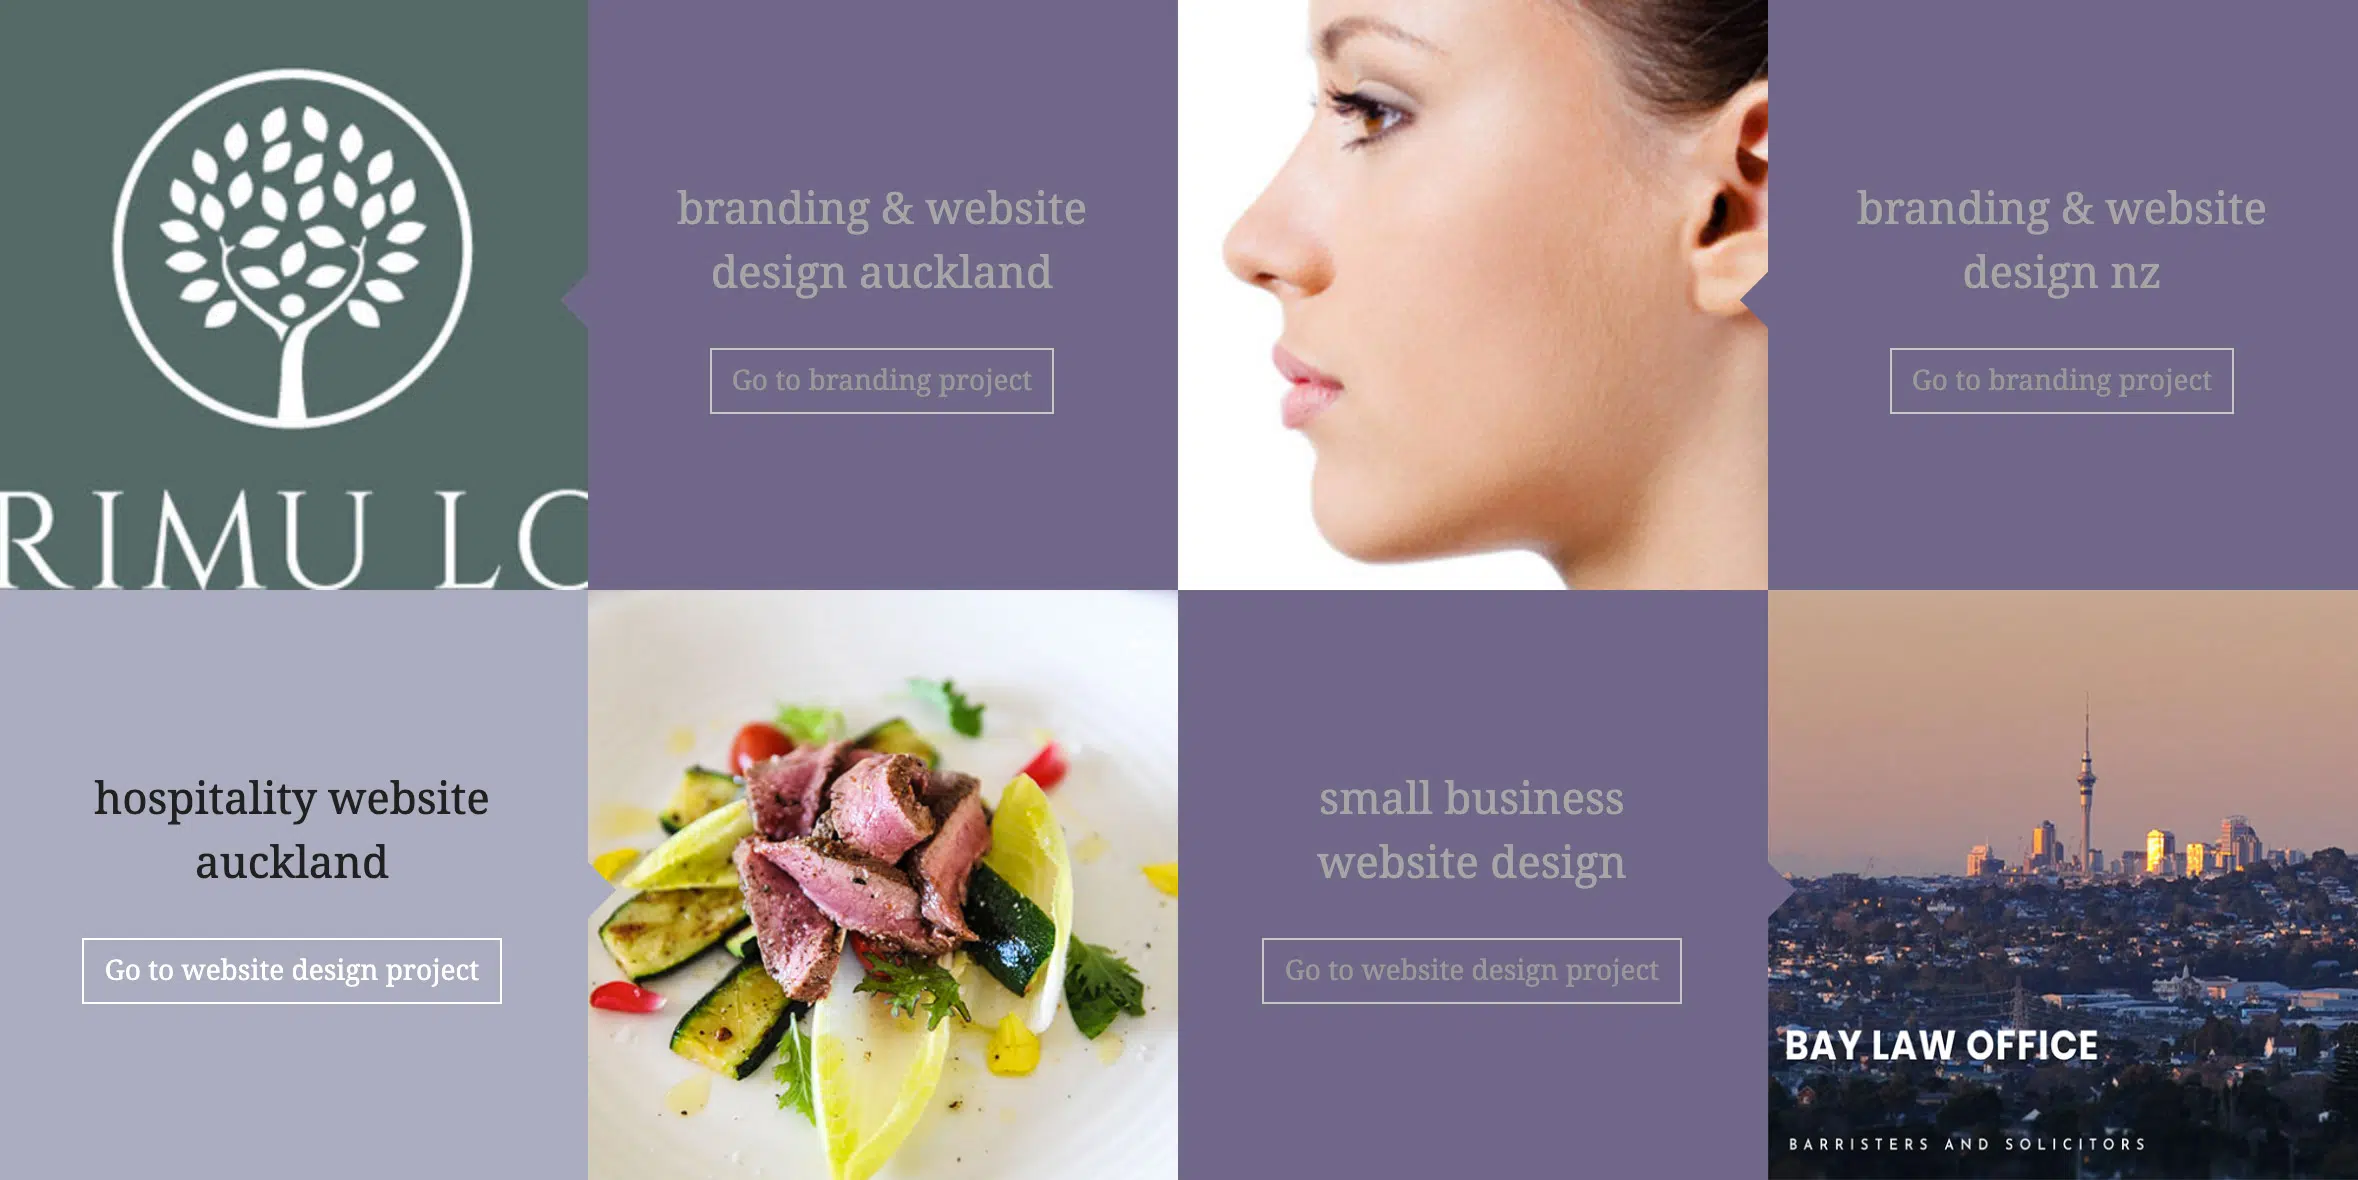 RIMU LO
branding & website
design auckland
Go to branding project
branding & website
design nz
Go to branding project
hospitality website
auckland
Go to website design project
small business
website design
Go to website design project
BAY LAW OFFICE
BARRISTERS AND SOLICITORS